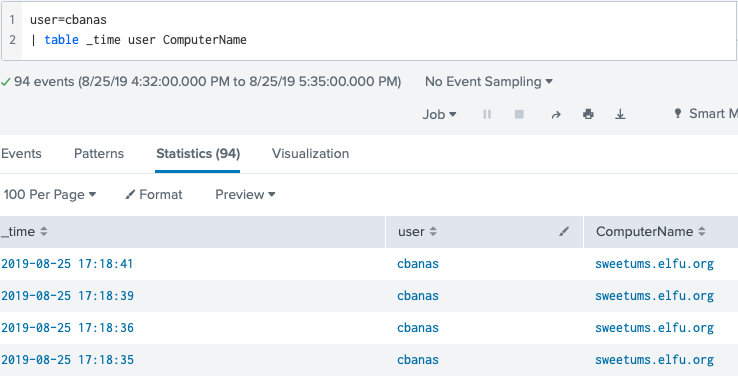 1 user=cbanas
2 | table _time user ComputerName
94 events (8/25/19 4:32:00.000 PM to 8/25/19 5:35:00.000 PM) No Event Sampling
Job Smart M
Events Patterns Statistics (94) Visualization
100 Per Page Format Preview
_time user ComputerName
2019-08-25 17:18:41 cbanas sweetums.elfu.org
2019-08-25 17:18:39 cbanas sweetums.elfu.org
2019-08-25 17:18:36 cbanas sweetums.elfu.org
2019-08-25 17:18:35 cbanas sweetums.elfu.org